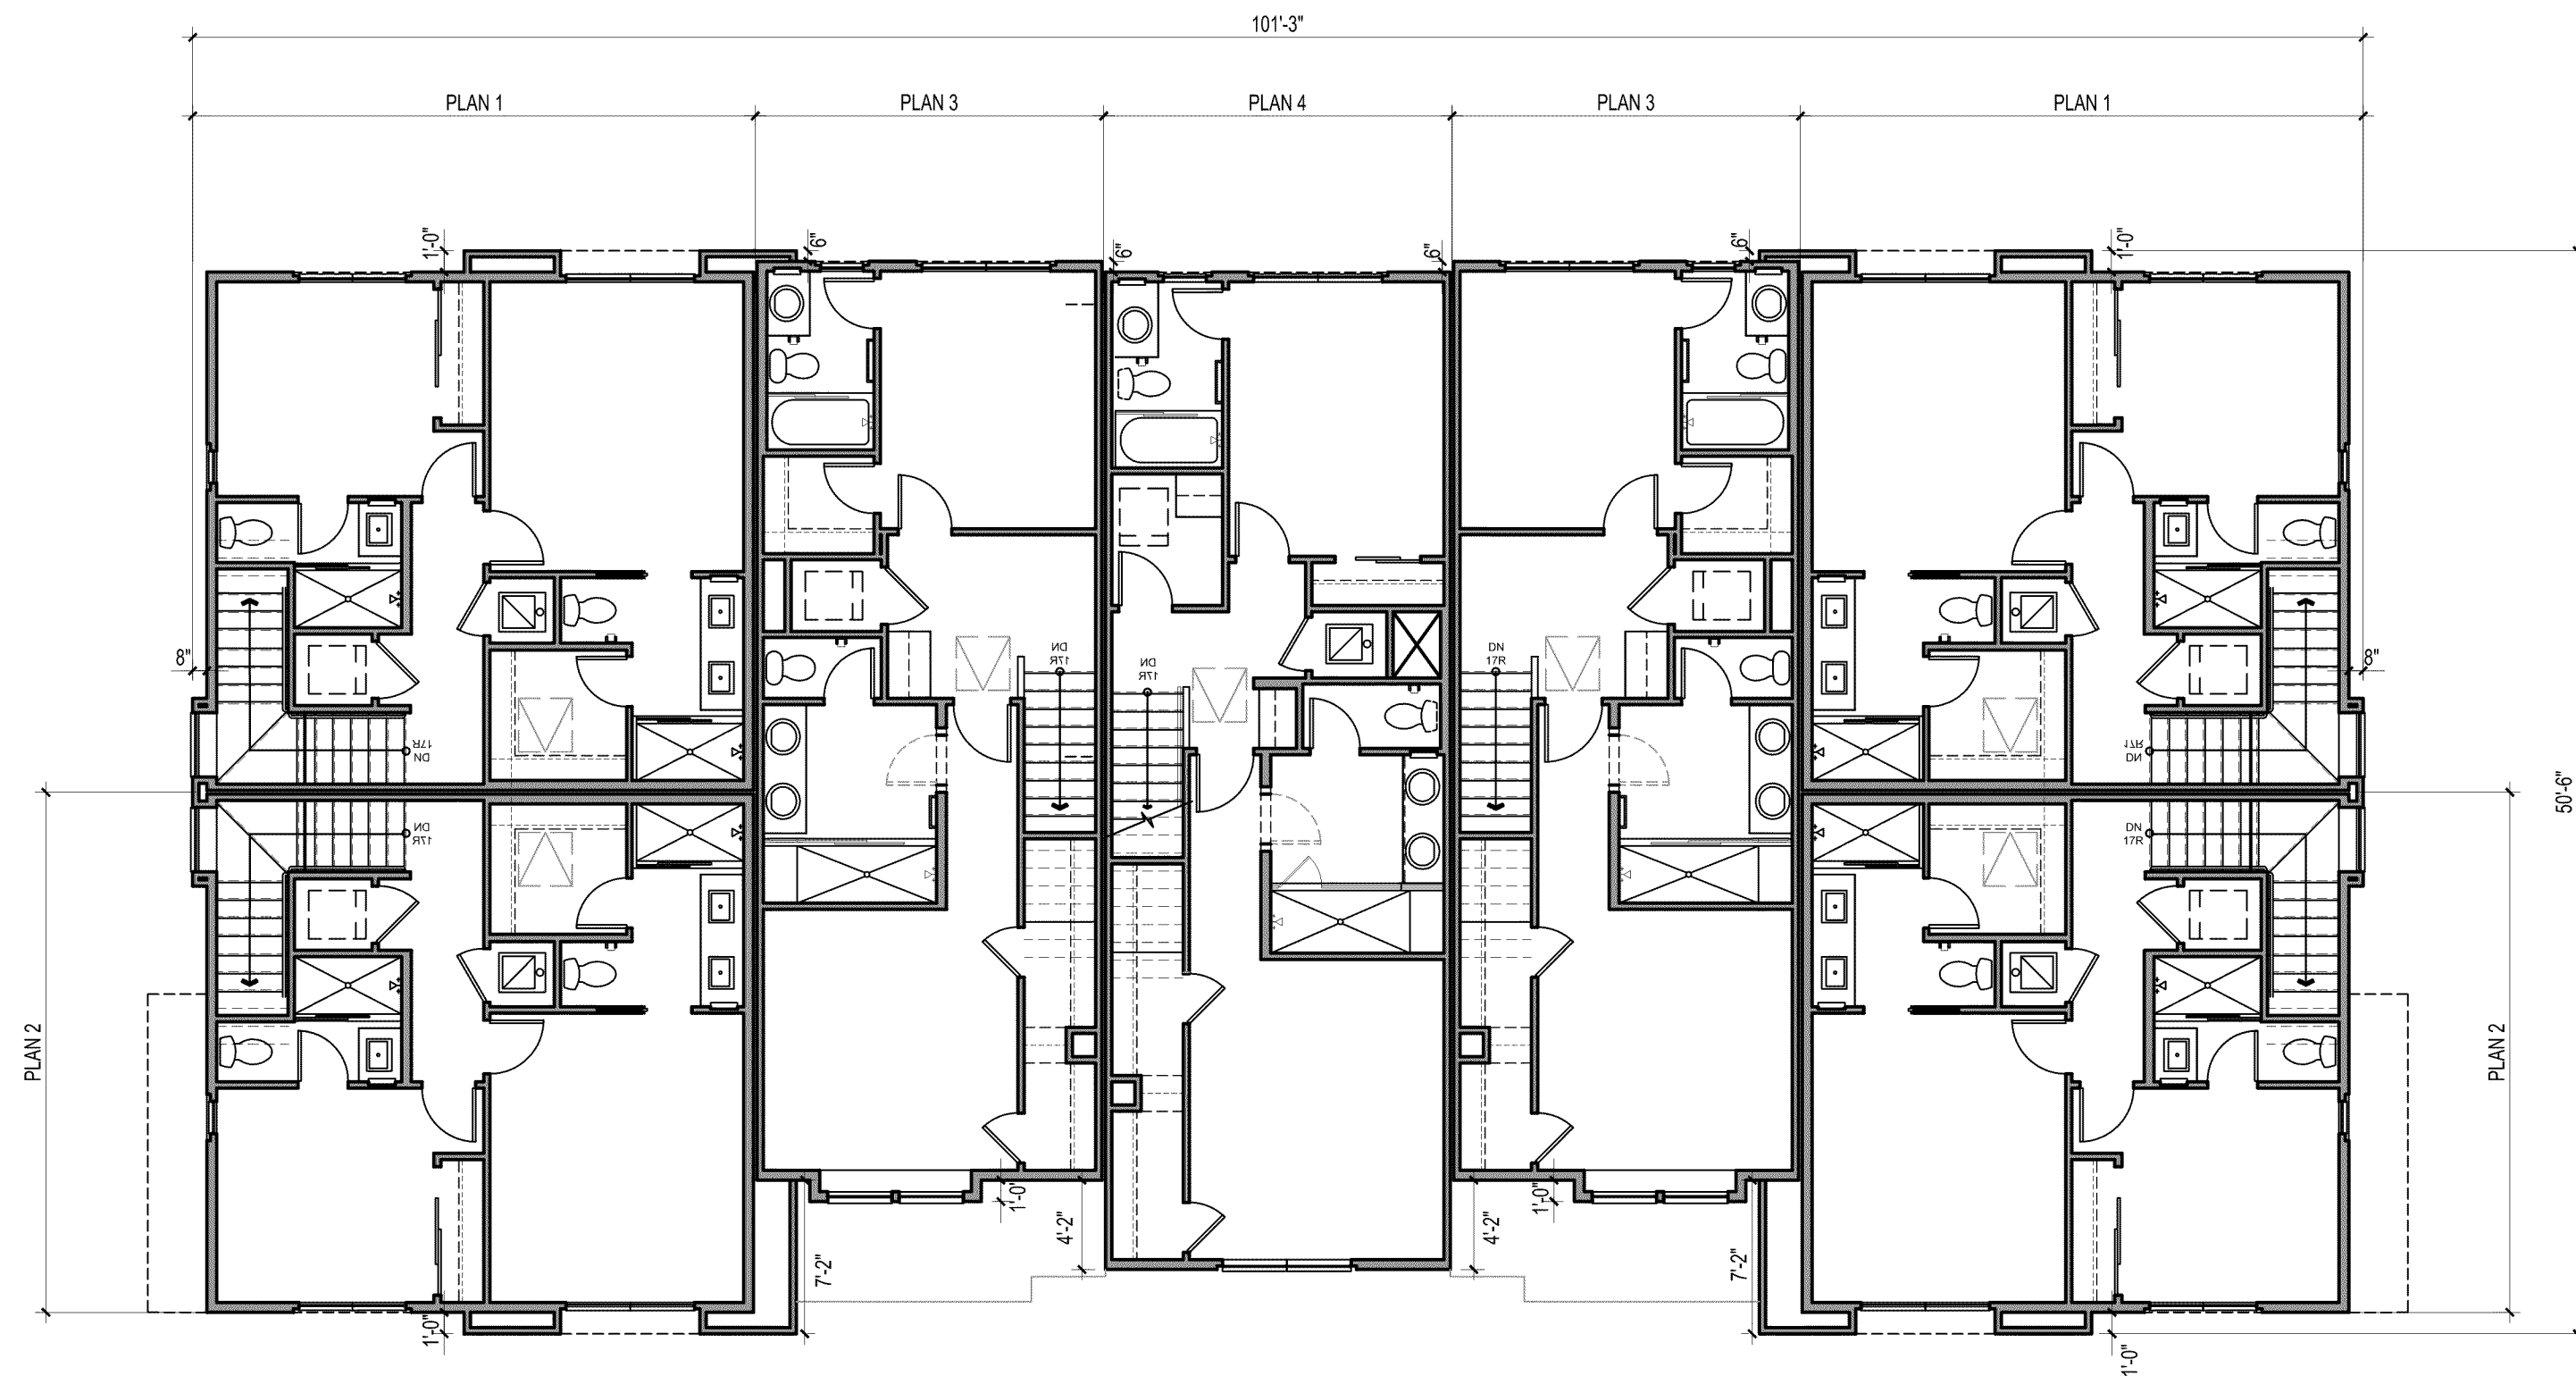 101'-3"
PLAN 1
PLAN 3
PLAN 4
PLAN 3
PLAN 1
1'-0"
6"
6"
6"
6"
1'-0"
8"
DN
17R
DN
17R
DN
17R
8"
17R
DN
17R
DN
50'-6"
DN
17R
DN
17R
PLAN 2
PLAN 2
1'-0"
4'-2"
1'-0"
4'-2"
7'-2"
7'-2"
1'-0"
1'-0"